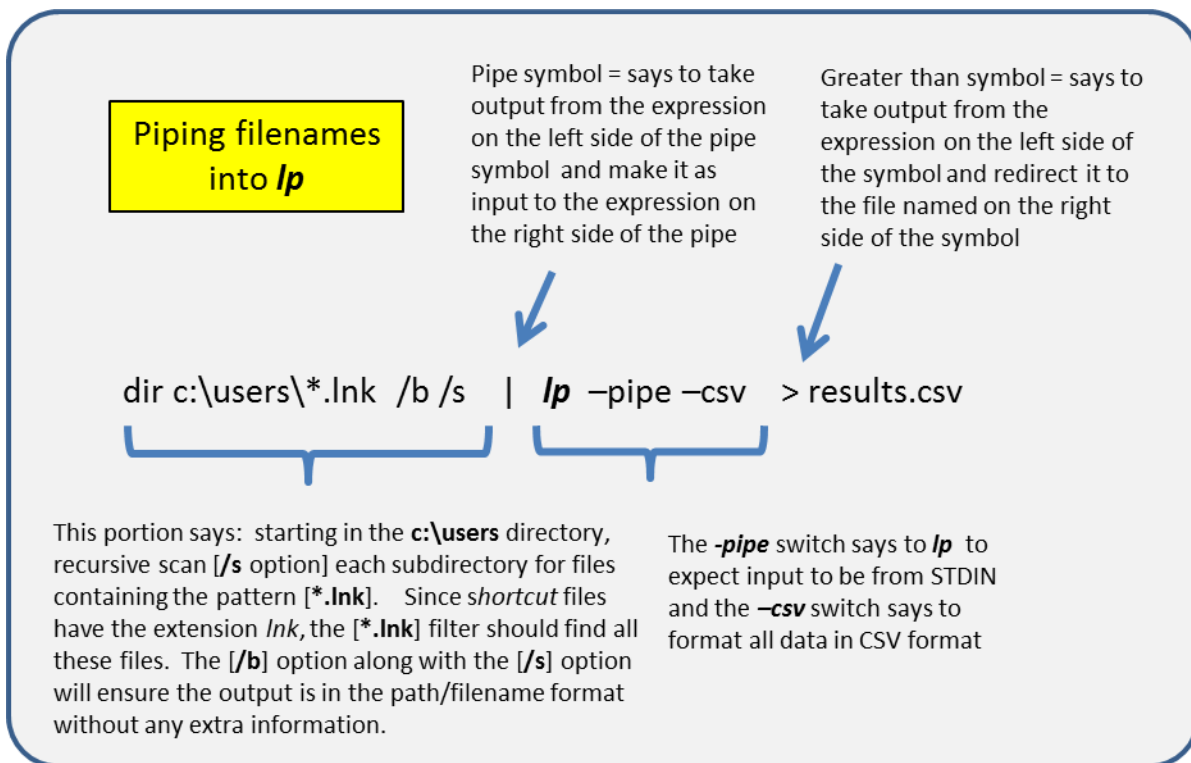 Piping filenames
into lp
Pipe symbol = says to take
output from the expression
on the left side of the pipe
symbol and make it as
input to the expression on
the right side of the pipe
Greater than symbol = says to
take output from the
expression on the left side of
the symbol and redirect it to
the file named on the right
side of the symbol
dir c:\users\*.lnk /b /s | lp –pipe –csv > results.csv
This portion says: starting in the c:\users directory,
recursive scan [/s option] each subdirectory for files
containing the pattern [*.lnk]. Since shortcut files
have the extension lnk, the [*.lnk] filter should find all
these files. The [/b] option along with the [/s] option
will ensure the output is in the path/filename format
without any extra information.
The -pipe switch says to lp to
expect input to be from STDIN
and the –csv switch says to
format all data in CSV format